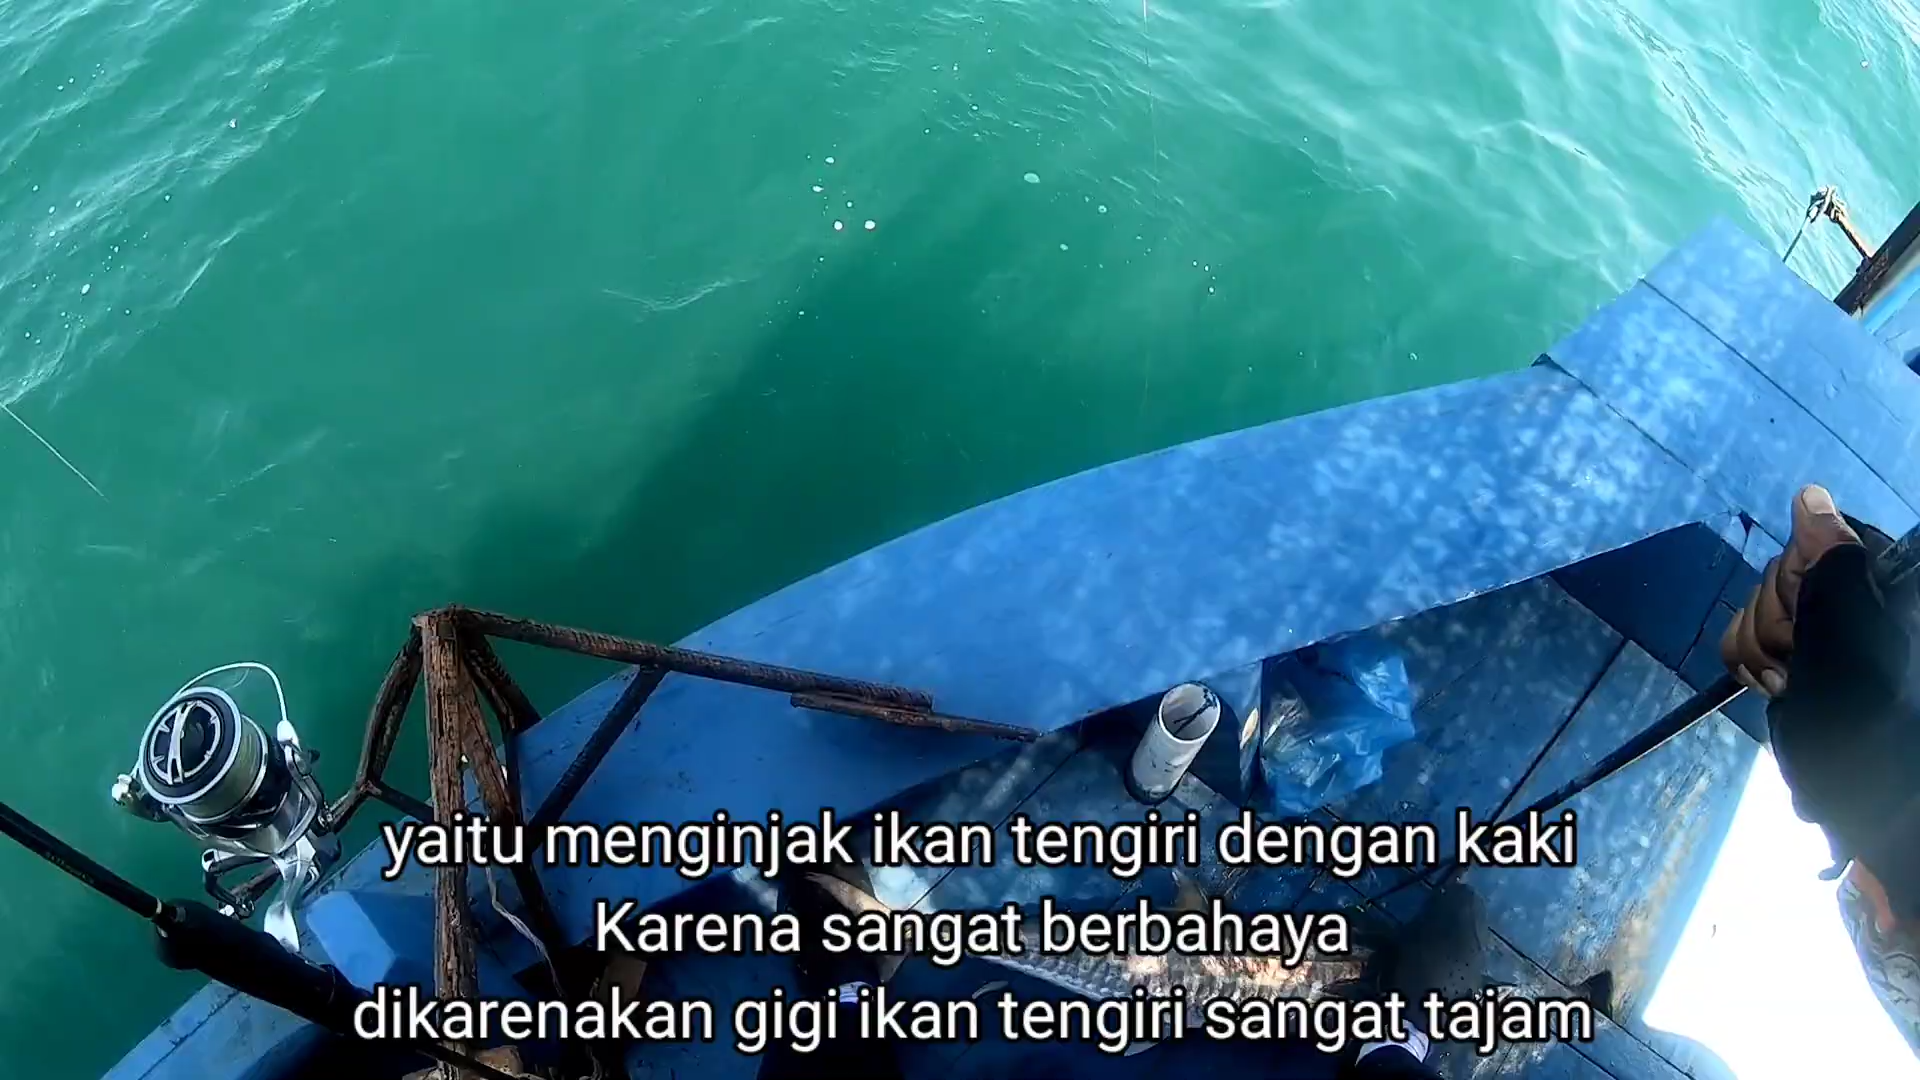 yaitu menginjak ikan tengiri dengan kaki
Karena sangat berbahaya
dikarenakan gigi ikan tengiri sangat tajam